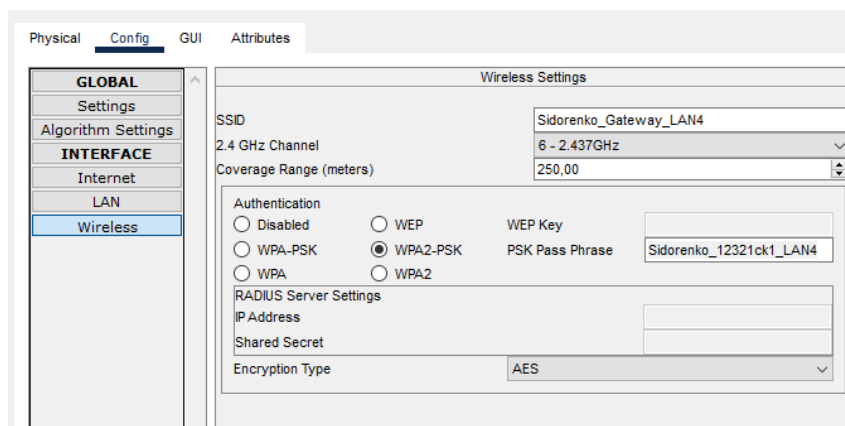 Physical Config GUI Attributes
GLOBAL
Settings
Algorithm Settings
INTERFACE
Internet
LAN
Wireless
Wireless Settings
SSID Sidorenko_Gateway_LAN4
2.4 GHz Channel 6 - 2.437GHz
Coverage Range (meters) 250,00
Authentication
Disabled WEP WEP Key
WPA-PSK WPA2-PSK PSK Pass Phrase Sidorenko_12321ck1_LAN4
WPA WPA2
RADIUS Server Settings
IP Address
Shared Secret
Encryption Type AES